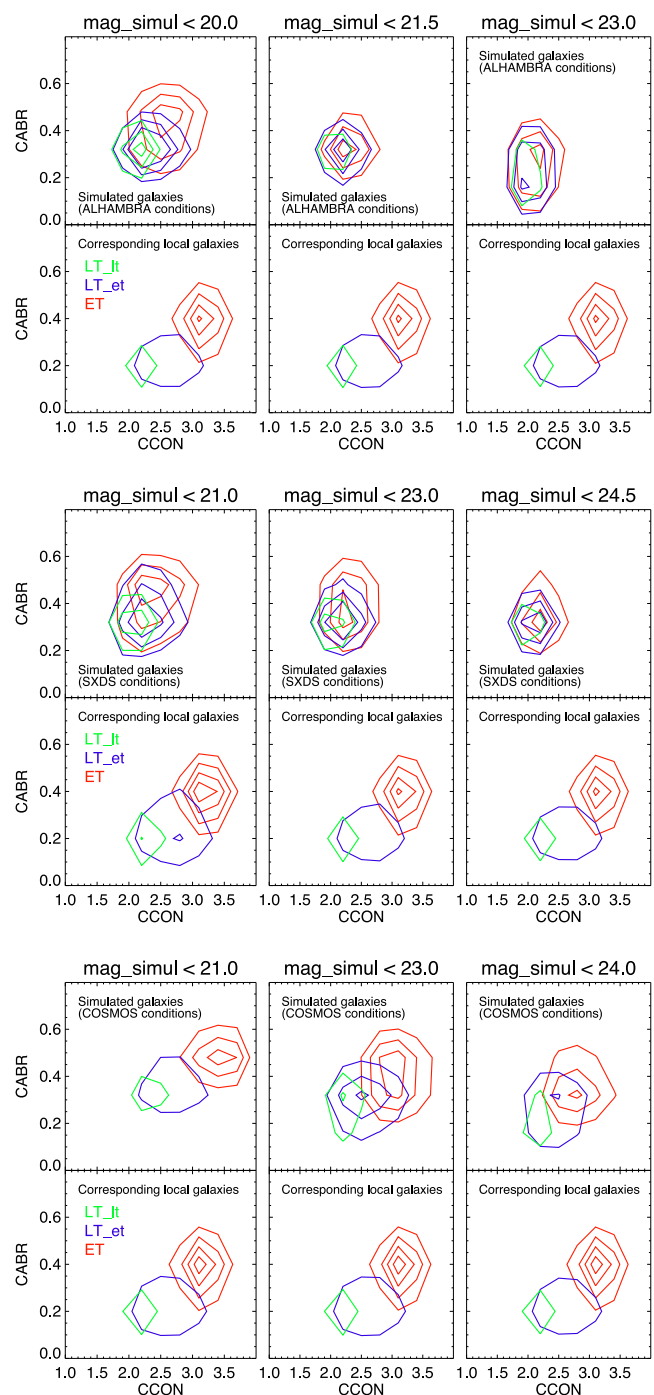 mag_simul < 20.0
mag_simul < 21.5
mag_simul < 23.0
CABR
0.6
0.4
0.2
0.0
Simulated galaxies
(ALHAMBRA conditions)
Simulated galaxies
(ALHAMBRA conditions)
Simulated galaxies
(ALHAMBRA conditions)
CABR
0.6
0.4
0.2
0.0
Corresponding local galaxies
LT_lt
LT_et
ET
Corresponding local galaxies
Corresponding local galaxies
1.0 1.5 2.0 2.5 3.0 3.5
1.0 1.5 2.0 2.5 3.0 3.5
1.0 1.5 2.0 2.5 3.0 3.5
CCON
CCON
CCON
mag_simul < 21.0
mag_simul < 23.0
mag_simul < 24.5
CABR
0.6
0.4
0.2
0.0
Simulated galaxies
(SXDS conditions)
Simulated galaxies
(SXDS conditions)
Simulated galaxies
(SXDS conditions)
CABR
0.6
0.4
0.2
0.0
Corresponding local galaxies
LT_lt
LT_et
ET
Corresponding local galaxies
Corresponding local galaxies
1.0 1.5 2.0 2.5 3.0 3.5
1.0 1.5 2.0 2.5 3.0 3.5
1.0 1.5 2.0 2.5 3.0 3.5
CCON
CCON
CCON
mag_simul < 21.0
mag_simul < 23.0
mag_simul < 24.0
CABR
0.6
0.4
0.2
0.0
Simulated galaxies
(COSMOS conditions)
Simulated galaxies
(COSMOS conditions)
Simulated galaxies
(COSMOS conditions)
CABR
0.6
0.4
0.2
0.0
Corresponding local galaxies
LT_lt
LT_et
ET
Corresponding local galaxies
Corresponding local galaxies
1.0 1.5 2.0 2.5 3.0 3.5
1.0 1.5 2.0 2.5 3.0 3.5
1.0 1.5 2.0 2.5 3.0 3.5
CCON
CCON
CCON